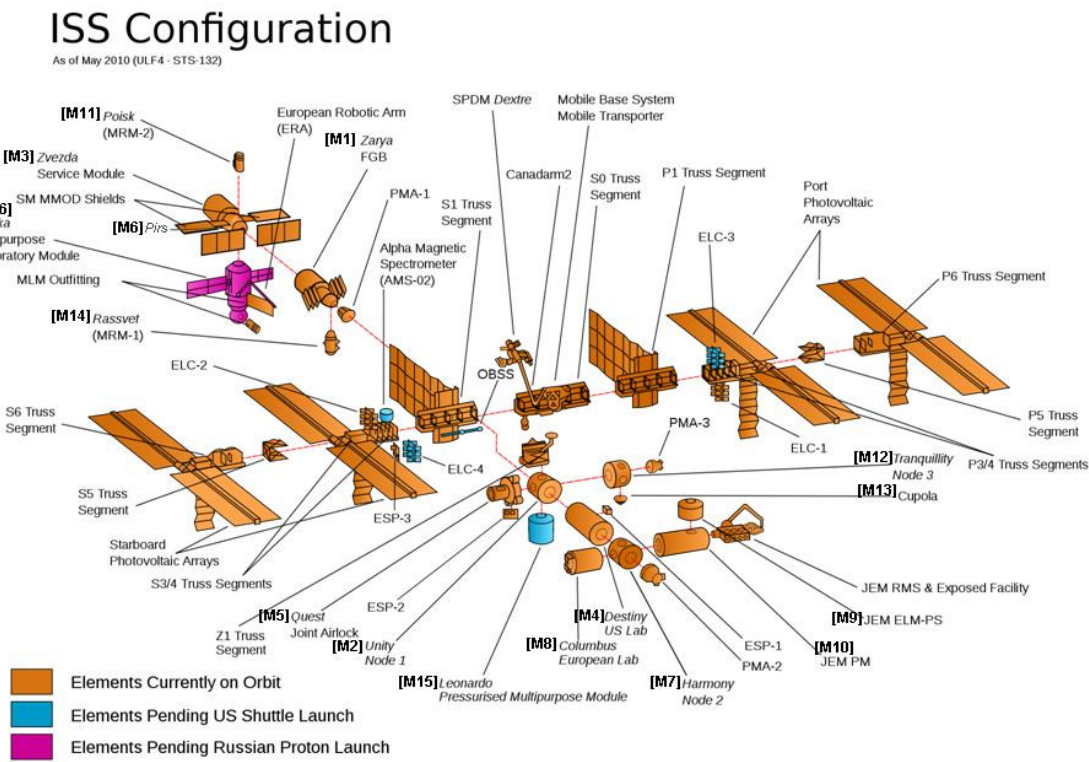 ISS Configuration
As of May 2010 (ULF4 - STS-132)
[M11] Poisk
(MRM-2)
European Robotic Arm
(ERA)
[M1] Zarya
FGB
SPDM Dextre
Mobile Base System
Mobile Transporter
[M3] Zvezda
Service Module
SM MMOD Shields
[M6] Pirs
PMA-1
S1 Truss
Segment
Canadarm2
S0 Truss
Segment
P1 Truss Segment
Port
Photovoltaic
Arrays
6]
ka
purpose
oratory Module
MLM Outfitting
Alpha Magnetic
Spectrometer
(AMS-02)
ELC-3
P6 Truss Segment
[M14] Rassvet
(MRM-1)
ELC-2
OBSS
S6 Truss
Segment
P5 Truss
Segment
PMA-3
ELC-1
[M12] Tranquillity
Node 3
P3/4 Truss Segments
ELC-4
[M13] Cupola
S5 Truss
Segment
ESP-3
Starboard
Photovoltaic Arrays
S3/4 Truss Segments
JEM RMS & Exposed Facility
ESP-2
[M5] Quest
Joint Airlock
[M4] Destiny
US Lab
[M9] JEM ELM-PS
Z1 Truss
Segment
[M2] Unity
Node 1
[M8] Columbus
European Lab
ESP-1
[M10]
JEM PM
PMA-2
[M15] Leonardo
Pressurised Multipurpose Module
[M7] Harmony
Node 2
Elements Currently on Orbit
Elements Pending US Shuttle Launch
Elements Pending Russian Proton Launch